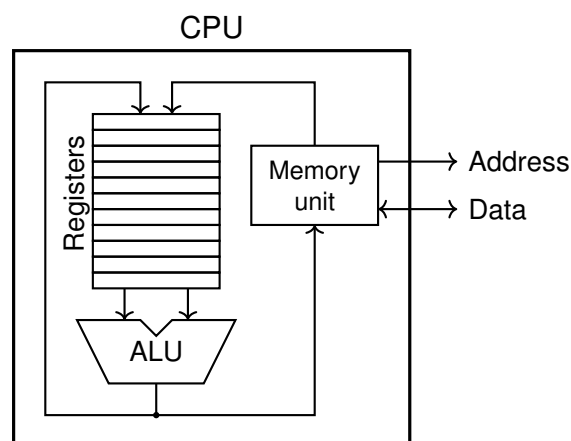 CPU
Registers
Memory
unit
Address
Data
ALU